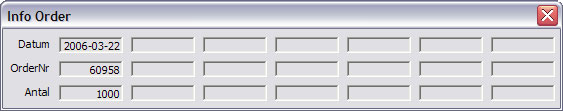 Info Order
Datum 2006-03-22
OrderNr 60958
Antal 1000